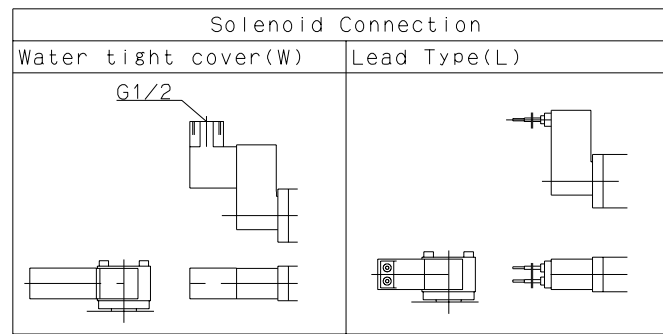 Solenoid Connection
Water tight cover(W)
Lead Type(L)
G1/2